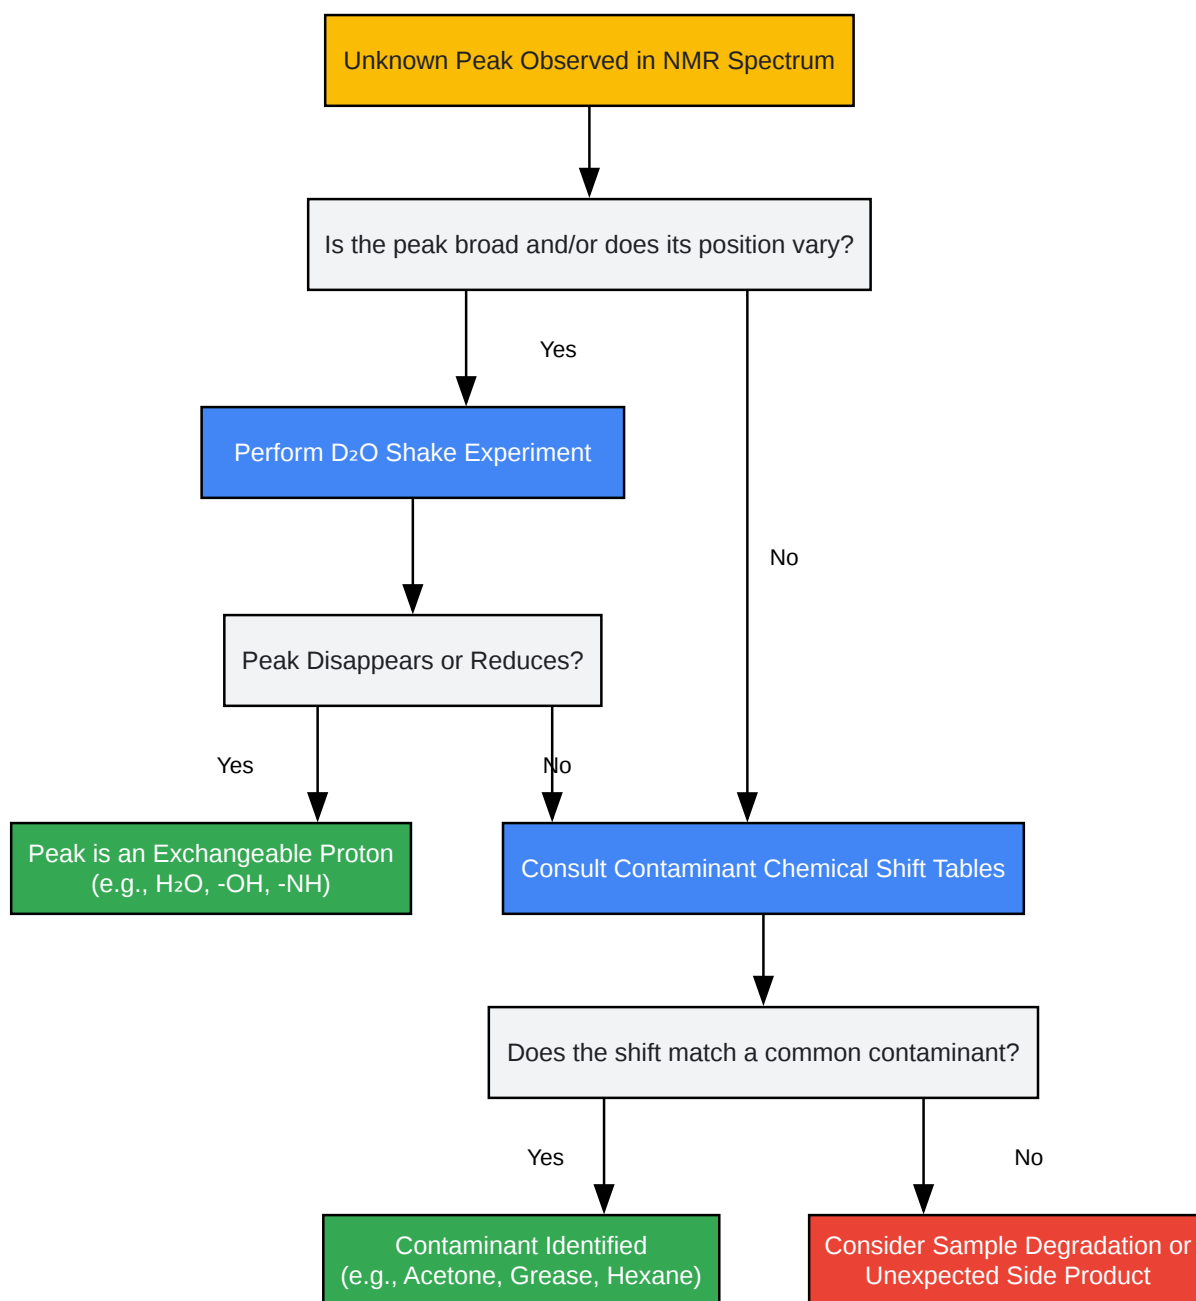 Unknown Peak Observed in NMR Spectrum
Is the peak broad and/or does its position vary?
Yes
Perform D₂O Shake Experiment
No
Peak Disappears or Reduces?
Yes
No
Peak is an Exchangeable Proton
(e.g., H₂O, -OH, -NH)
Consult Contaminant Chemical Shift Tables
Does the shift match a common contaminant?
Yes
No
Contaminant Identified
(e.g., Acetone, Grease, Hexane)
Consider Sample Degradation or
Unexpected Side Product